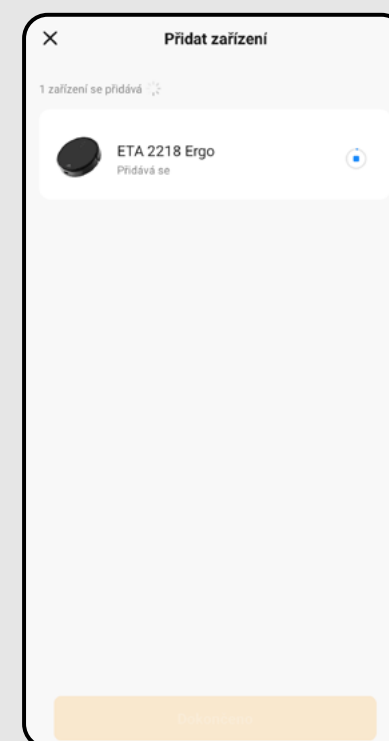 Přidat zařízení
1 zařízení se přidává
ETA 2218 Ergo
Přidává se